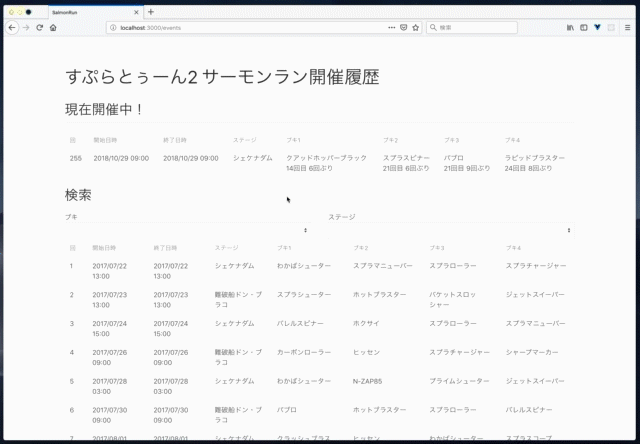 SalmonRun
localhost:3000/events
検索
すぷらとぅーん2 サーモンラン開催履歴
現在開催中！
回 開始日時 終了日時 ステージ ブキ1 ブキ2 ブキ3 ブキ4
255 2018/10/29 09:00 2018/10/29 09:00 シェケナダム クアッドホッパーブラック スプラスピナー パブロ ラピッドブラスター
14回目 6回ぶり 21回目 6回ぶり 21回目 9回ぶり 24回目 8回ぶり
検索
ブキ ステージ
回 開始日時 終了日時 ステージ ブキ1 ブキ2 ブキ3 ブキ4
1 2017/07/22 2017/07/22 シェケナダム わかばシューター スプラマニューバー スプラローラー スプラチャージャー
13:00 13:00
2 2017/07/23 2017/07/23 難破船ドン・ブ スプラシューター ホットブラスター バケットスロッ ジェットスイーパー
13:00 13:00 ラコ シャー
3 2017/07/24 2017/07/24 シェケナダム バレルスピナー ホクサイ スプラローラー スプラマニューバー
15:00 15:00
4 2017/07/26 2017/07/26 難破船ドン・ブ カーボンローラー ヒッセン スプラチャージャー シャープマーカー
09:00 09:00 ラコ
5 2017/07/28 2017/07/28 シェケナダム わかばシューター N-ZAP85 プライムシューター ジェットスイーパー
03:00 03:00
6 2017/07/30 2017/07/30 難破船ドン・ブ パブロ ホットブラスター スプラローラー バレルスピナー
09:00 09:00 ラコ
7 2017/08/01 2017/08/01 シェケナダム クラッシュブラス ヒッセン わかばシューター スプラスコープ